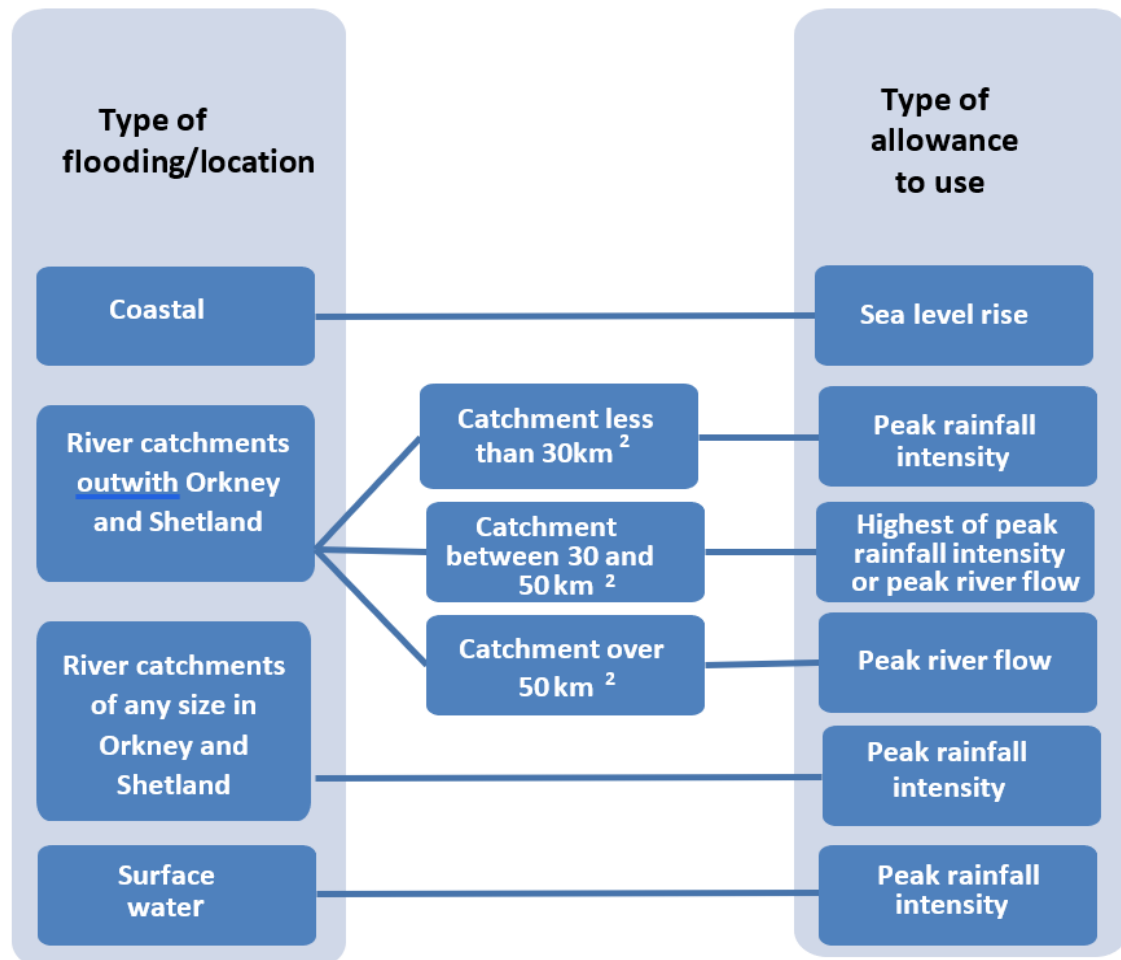 Type of
flooding/location
Type of
allowance
to use
Coastal
Sea level rise
River catchments
outwith Orkney
and Shetland
Catchment less
than 30km ²
Peak rainfall
intensity
Catchment
between 30 and
50 km ²
Highest of peak
rainfall intensity
or peak river flow
Catchment over
50 km ²
Peak river flow
River catchments
of any size in
Orkney and
Shetland
Peak rainfall
intensity
Surface
water
Peak rainfall
intensity